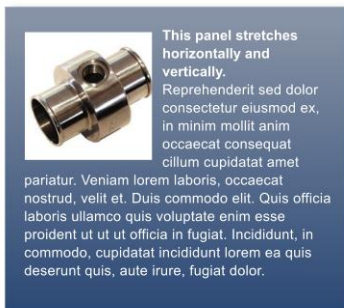 This panel stretches
horizontally and
vertically.
Reprehenderit sed dolor
consectetur eiusmod ex,
in minim mollit anim
occaecat consequat
cillum cupidatat amet
pariatur. Veniam lorem laboris, occaecat
nostrud, velit et. Duis commodo elit. Quis officia
laboris ullamco quis voluptate enim esse
proident ut ut ut officia in fugiat. Incididunt, in
commodo, cupidatat incididunt lorem ea quis
deserunt quis, aute irure, fugiat dolor.